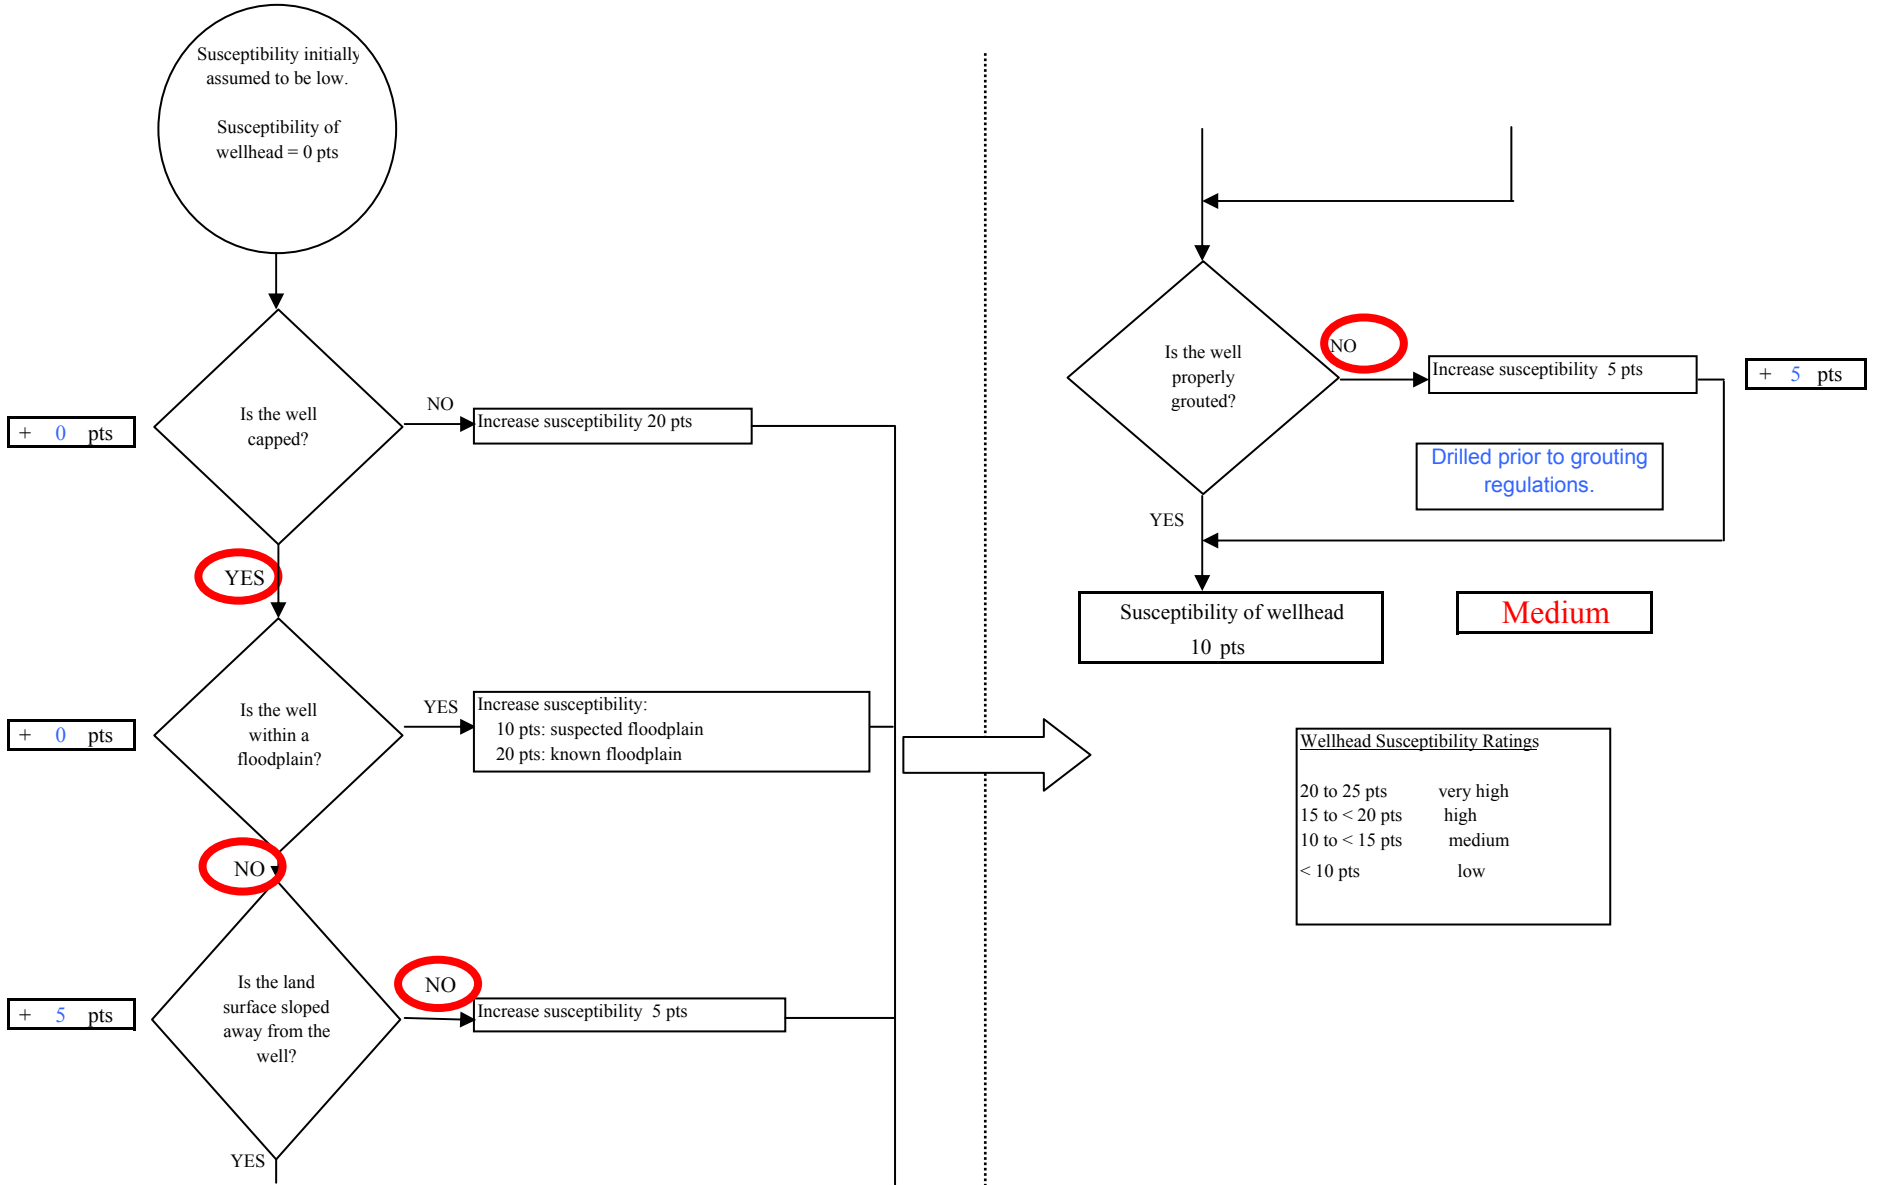 Susceptibility initially
assumed to be low.
Susceptibility of
wellhead = 0 pts
Is the well
capped?
NO
Increase susceptibility 20 pts
+ 0 pts
YES
Is the well
within a
floodplain?
YES
Increase susceptibility:
10 pts: suspected floodplain
20 pts: known floodplain
+ 0 pts
NO
Is the land
surface sloped
away from the
well?
NO
Increase susceptibility 5 pts
+ 5 pts
YES
Is the well
properly
grouted?
NO
Increase susceptibility 5 pts
+ 5 pts
Drilled prior to grouting
regulations.
YES
Susceptibility of wellhead
10 pts
Medium
Wellhead Susceptibility Ratings
20 to 25 pts very high
15 to < 20 pts high
10 to < 15 pts medium
< 10 pts low